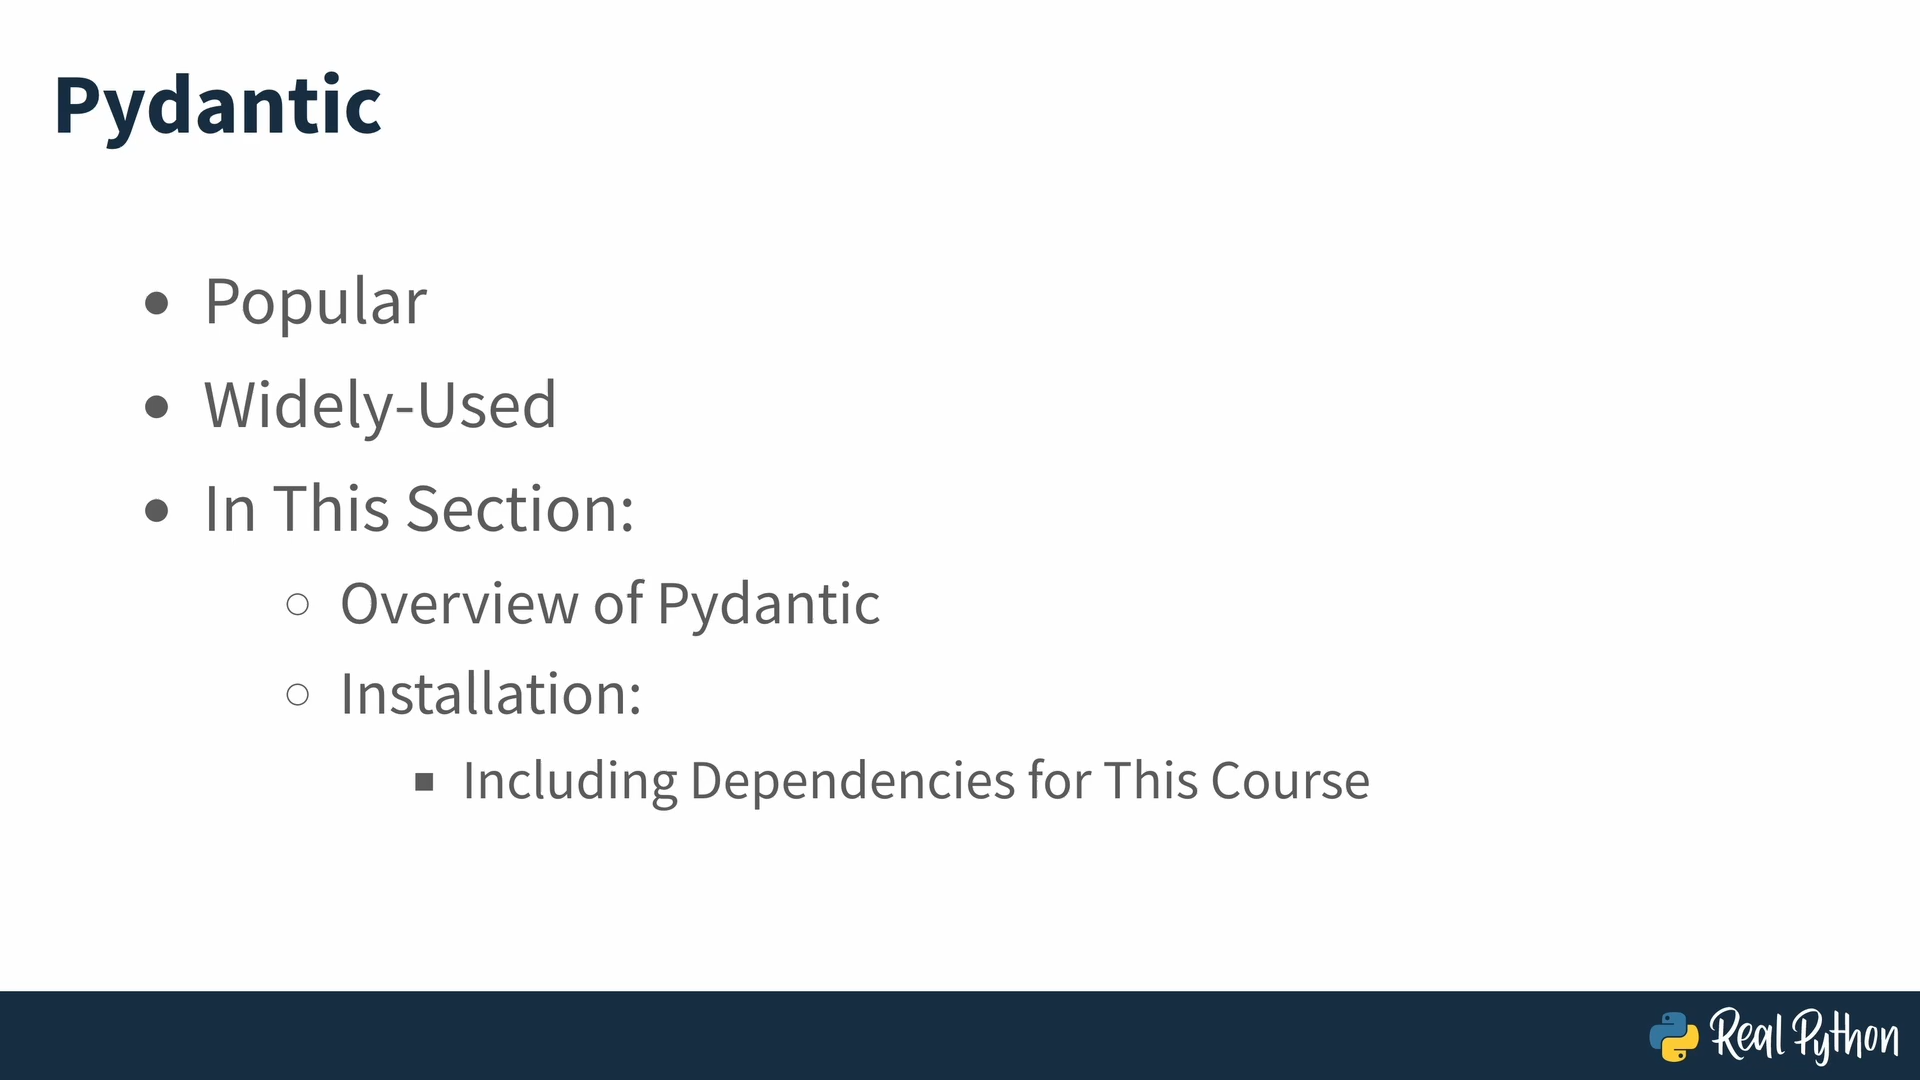 Pydantic
Popular
Widely-Used
In This Section:
Overview of Pydantic
Installation:
Including Dependencies for This Course
Real Python